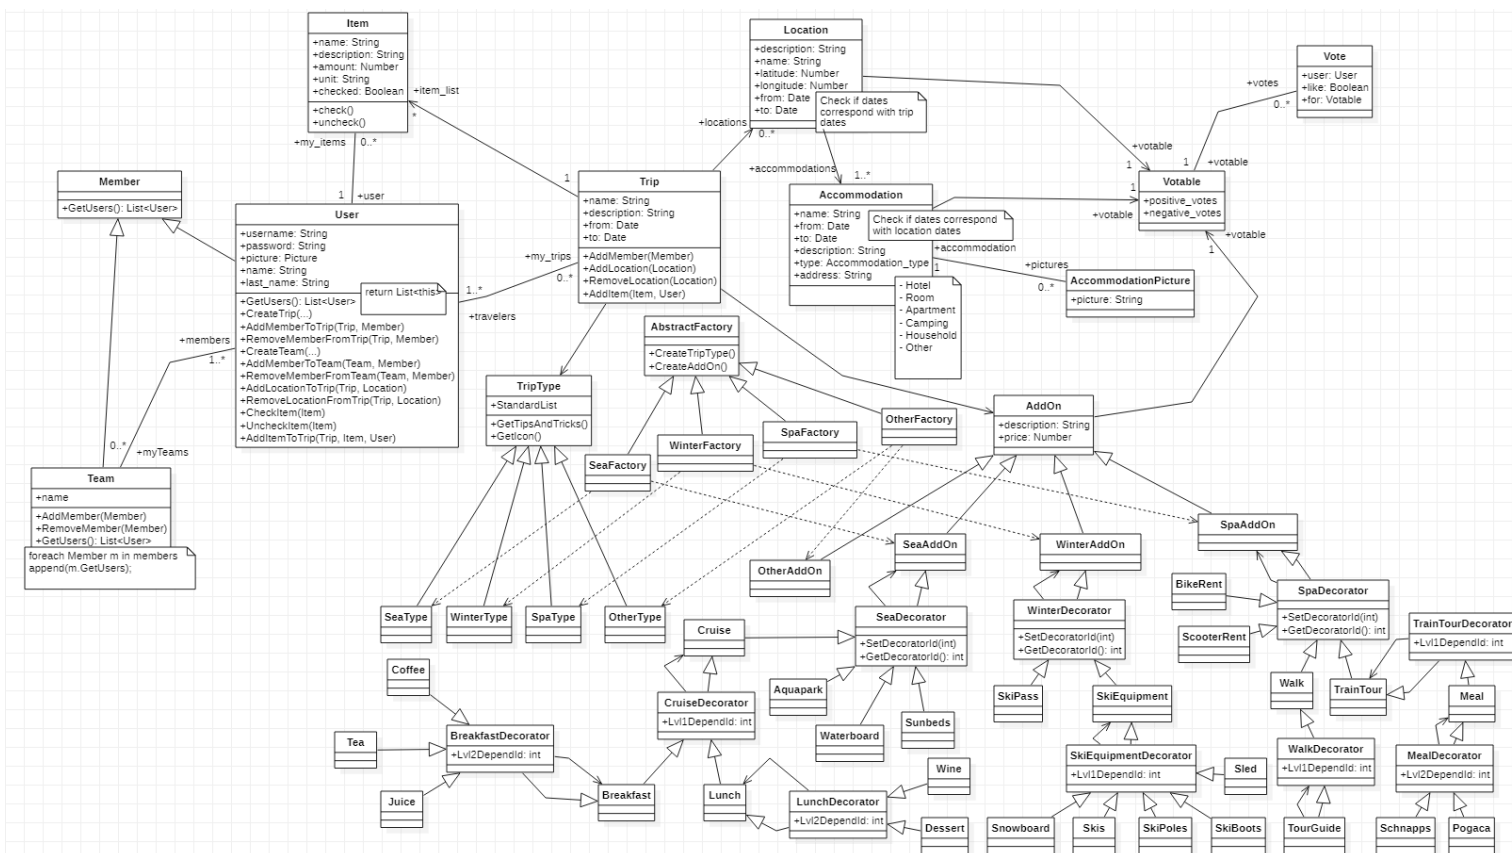 Item
+name: String
+description: String
+amount: Number
+unit: String
+checked: Boolean
+check()
+uncheck()
+item_list
*
+my_items
0..*
1
+user
1
Location
+description: String
+name: String
+latitude: Number
+longitude: Number
+from: Date
+to: Date
Check if dates
correspond with trip
dates
+locations
0..*
+accommodations
1..*
Vote
+user: User
+like: Boolean
+for: Votable
+votes
0..*
1
+votable
+votable
1
Votable
+positive_votes
+negative_votes
1
+votable
+votable
1
Member
+GetUsers(): List<User>
User
+username: String
+password: String
+picture: Picture
+name: String
+last_name: String
return List<this>
+GetUsers(): List<User>
+CreateTrip(...)
+AddMemberToTrip(Trip, Member)
+RemoveMemberFromTrip(Trip, Member)
+CreateTeam(...)
+AddMemberToTeam(Team, Member)
+RemoveMemberFromTeam(Team, Member)
+AddLocationToTrip(Trip, Location)
+RemoveLocationFromTrip(Trip, Location)
+CheckItem(Item)
+UncheckItem(Item)
+AddItemToTrip(Trip, Item, User)
+my_trips
0..*
1..*
+travelers
+members
1..*
0..*
+myTeams
Trip
+name: String
+description: String
+from: Date
+to: Date
+AddMember(Member)
+AddLocation(Location)
+RemoveLocation(Location)
+AddItem(Item, User)
Accommodation
+name: String
+from: Date
+to: Date
+description: String
+type: Accommodation_type
+address: String
Check if dates correspond
with location dates
+accommodation
1
+pictures
0..*
AccommodationPicture
+picture: String
- Hotel
- Room
- Apartment
- Camping
- Household
- Other
Team
+name
+AddMember(Member)
+RemoveMember(Member)
+GetUsers(): List<User>
foreach Member m in members
append(m.GetUsers);
AbstractFactory
+CreateTripType()
+CreateAddOn()
TripType
+StandardList
+GetTipsAndTricks()
+GetIcon()
SeaFactory
WinterFactory
SpaFactory
OtherFactory
AddOn
+description: String
+price: Number
OtherAddOn
SeaAddOn
WinterAddOn
SpaAddOn
SeaType
WinterType
SpaType
OtherType
Cruise
SeaDecorator
+SetDecoratorId(int)
+GetDecoratorId(): int
WinterDecorator
+SetDecoratorId(int)
+GetDecoratorId(): int
BikeRent
ScooterRent
SpaDecorator
+SetDecoratorId(int)
+GetDecoratorId(): int
TrainTourDecorator
+Lvl1DependId: int
Coffee
Tea
Juice
BreakfastDecorator
+Lvl2DependId: int
Breakfast
CruiseDecorator
+Lvl1DependId: int
Lunch
LunchDecorator
+Lvl2DependId: int
Wine
Dessert
Aquapark
Waterboard
Sunbeds
SkiPass
SkiEquipment
SkiEquipmentDecorator
+Lvl1DependId: int
Sled
Snowboard
Skis
SkiPoles
SkiBoots
Walk
TrainTour
Meal
WalkDecorator
+Lvl1DependId: int
MealDecorator
+Lvl2DependId: int
TourGuide
Schnapps
Pogaca